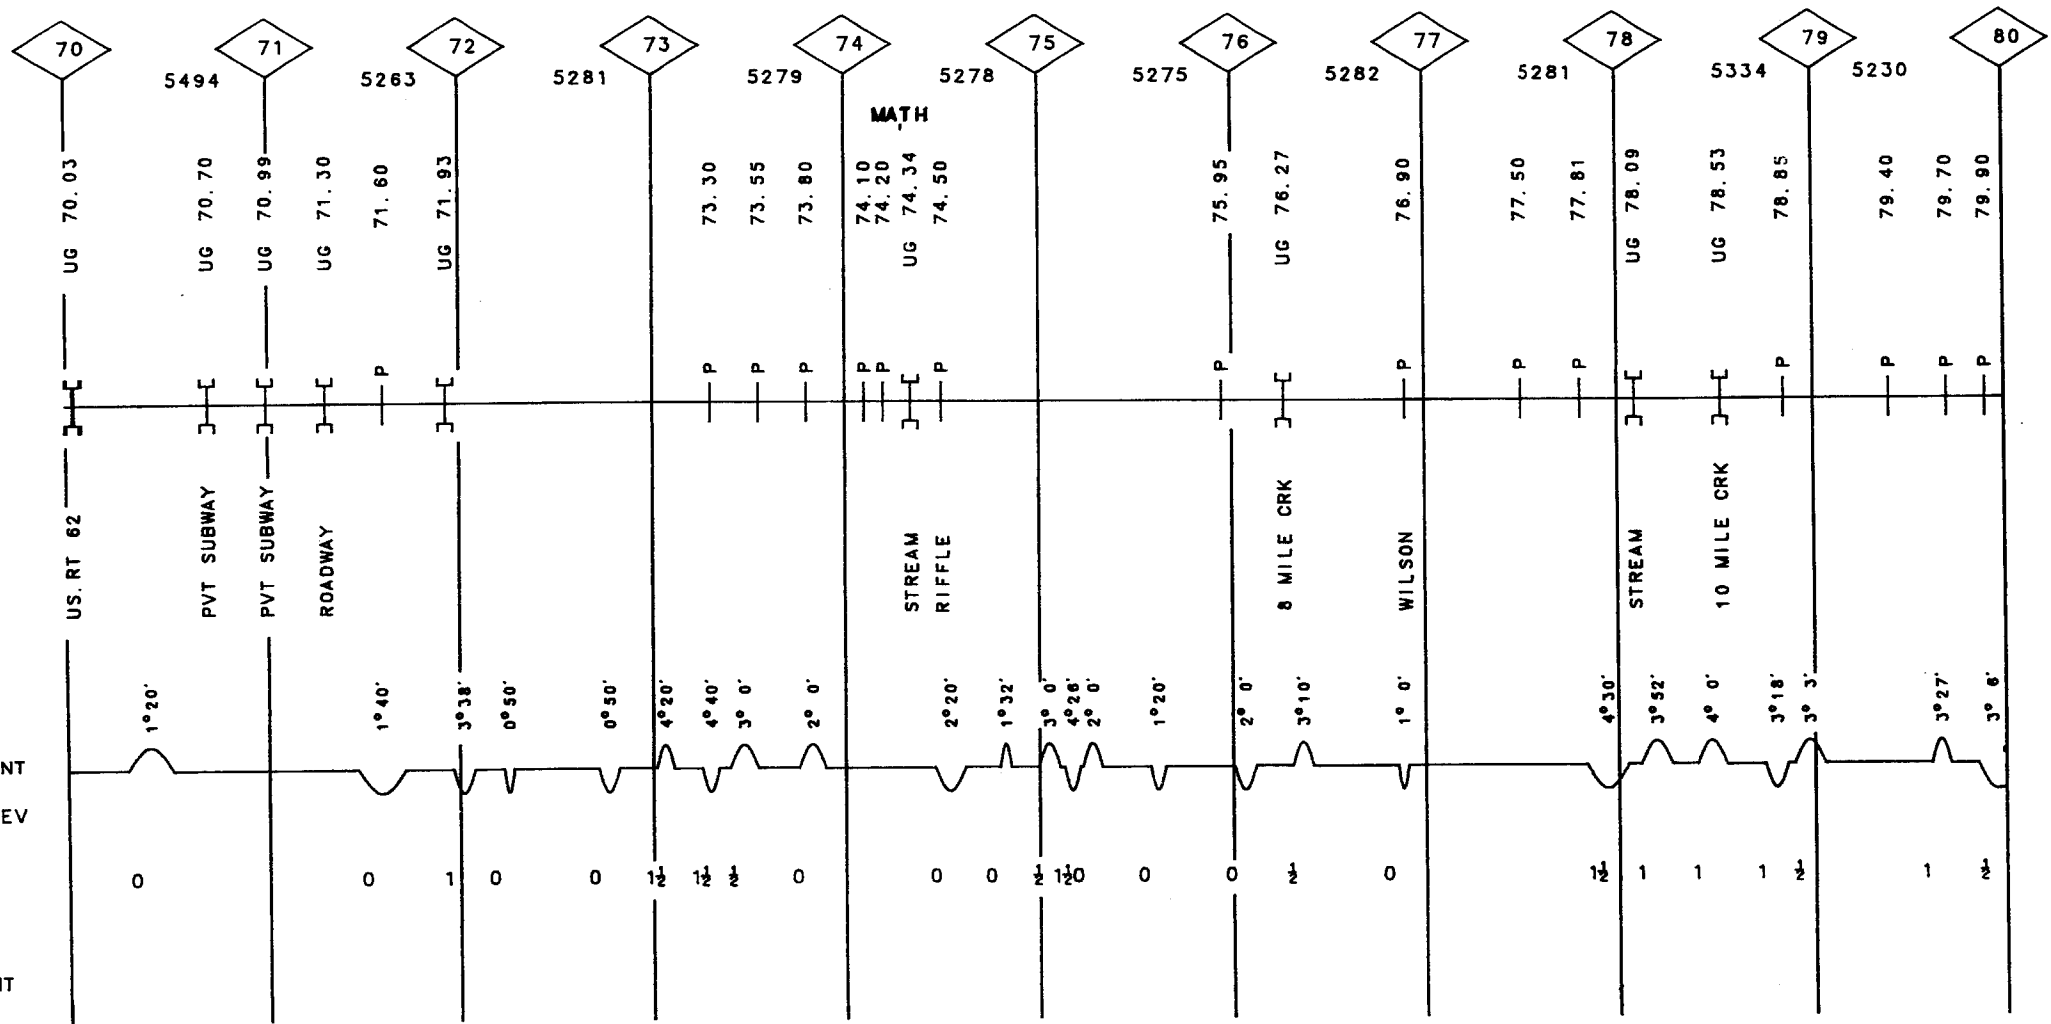 70 71 72 73 74 75 76 77 78 79 80
5494 5263 5281 5279 5278 5275 5282 5281 5334 5230
MATH
UG 70.03
UG 70.70
UG 70.99
UG 71.30
71.60
UG 71.93
73.30
73.55
73.80
74.10
74.20
UG 74.34
74.50
75.95
UG 76.27
76.90
77.50
77.81
UG 78.09
UG 78.53
78.85
79.40
79.70
79.90
P P P P P P P P P P P P P P P
US.RT 62
PVT SUBWAY
PVT SUBWAY
ROADWAY
STREAM
RIFFLE
8 MILE CRK
WILSON
STREAM
10 MILE CRK
1°20' 1°40' 3°38' 0°50' 0°50' 4°20' 4°40' 3° 0' 2° 0' 2°20' 1°32' 3° 0' 4°26' 2° 0' 1°20' 2° 0' 3°10' 1° 0' 4°30' 3°52' 4° 0' 3°18' 3° 3' 3°27' 3° 6'
NT
EV
0 0 1 0 0 1½ 1½ ½ 0 0 0 ½ 1½0 0 0 ½ 0 1½ 1 1 1 ½ 1 ½
IT